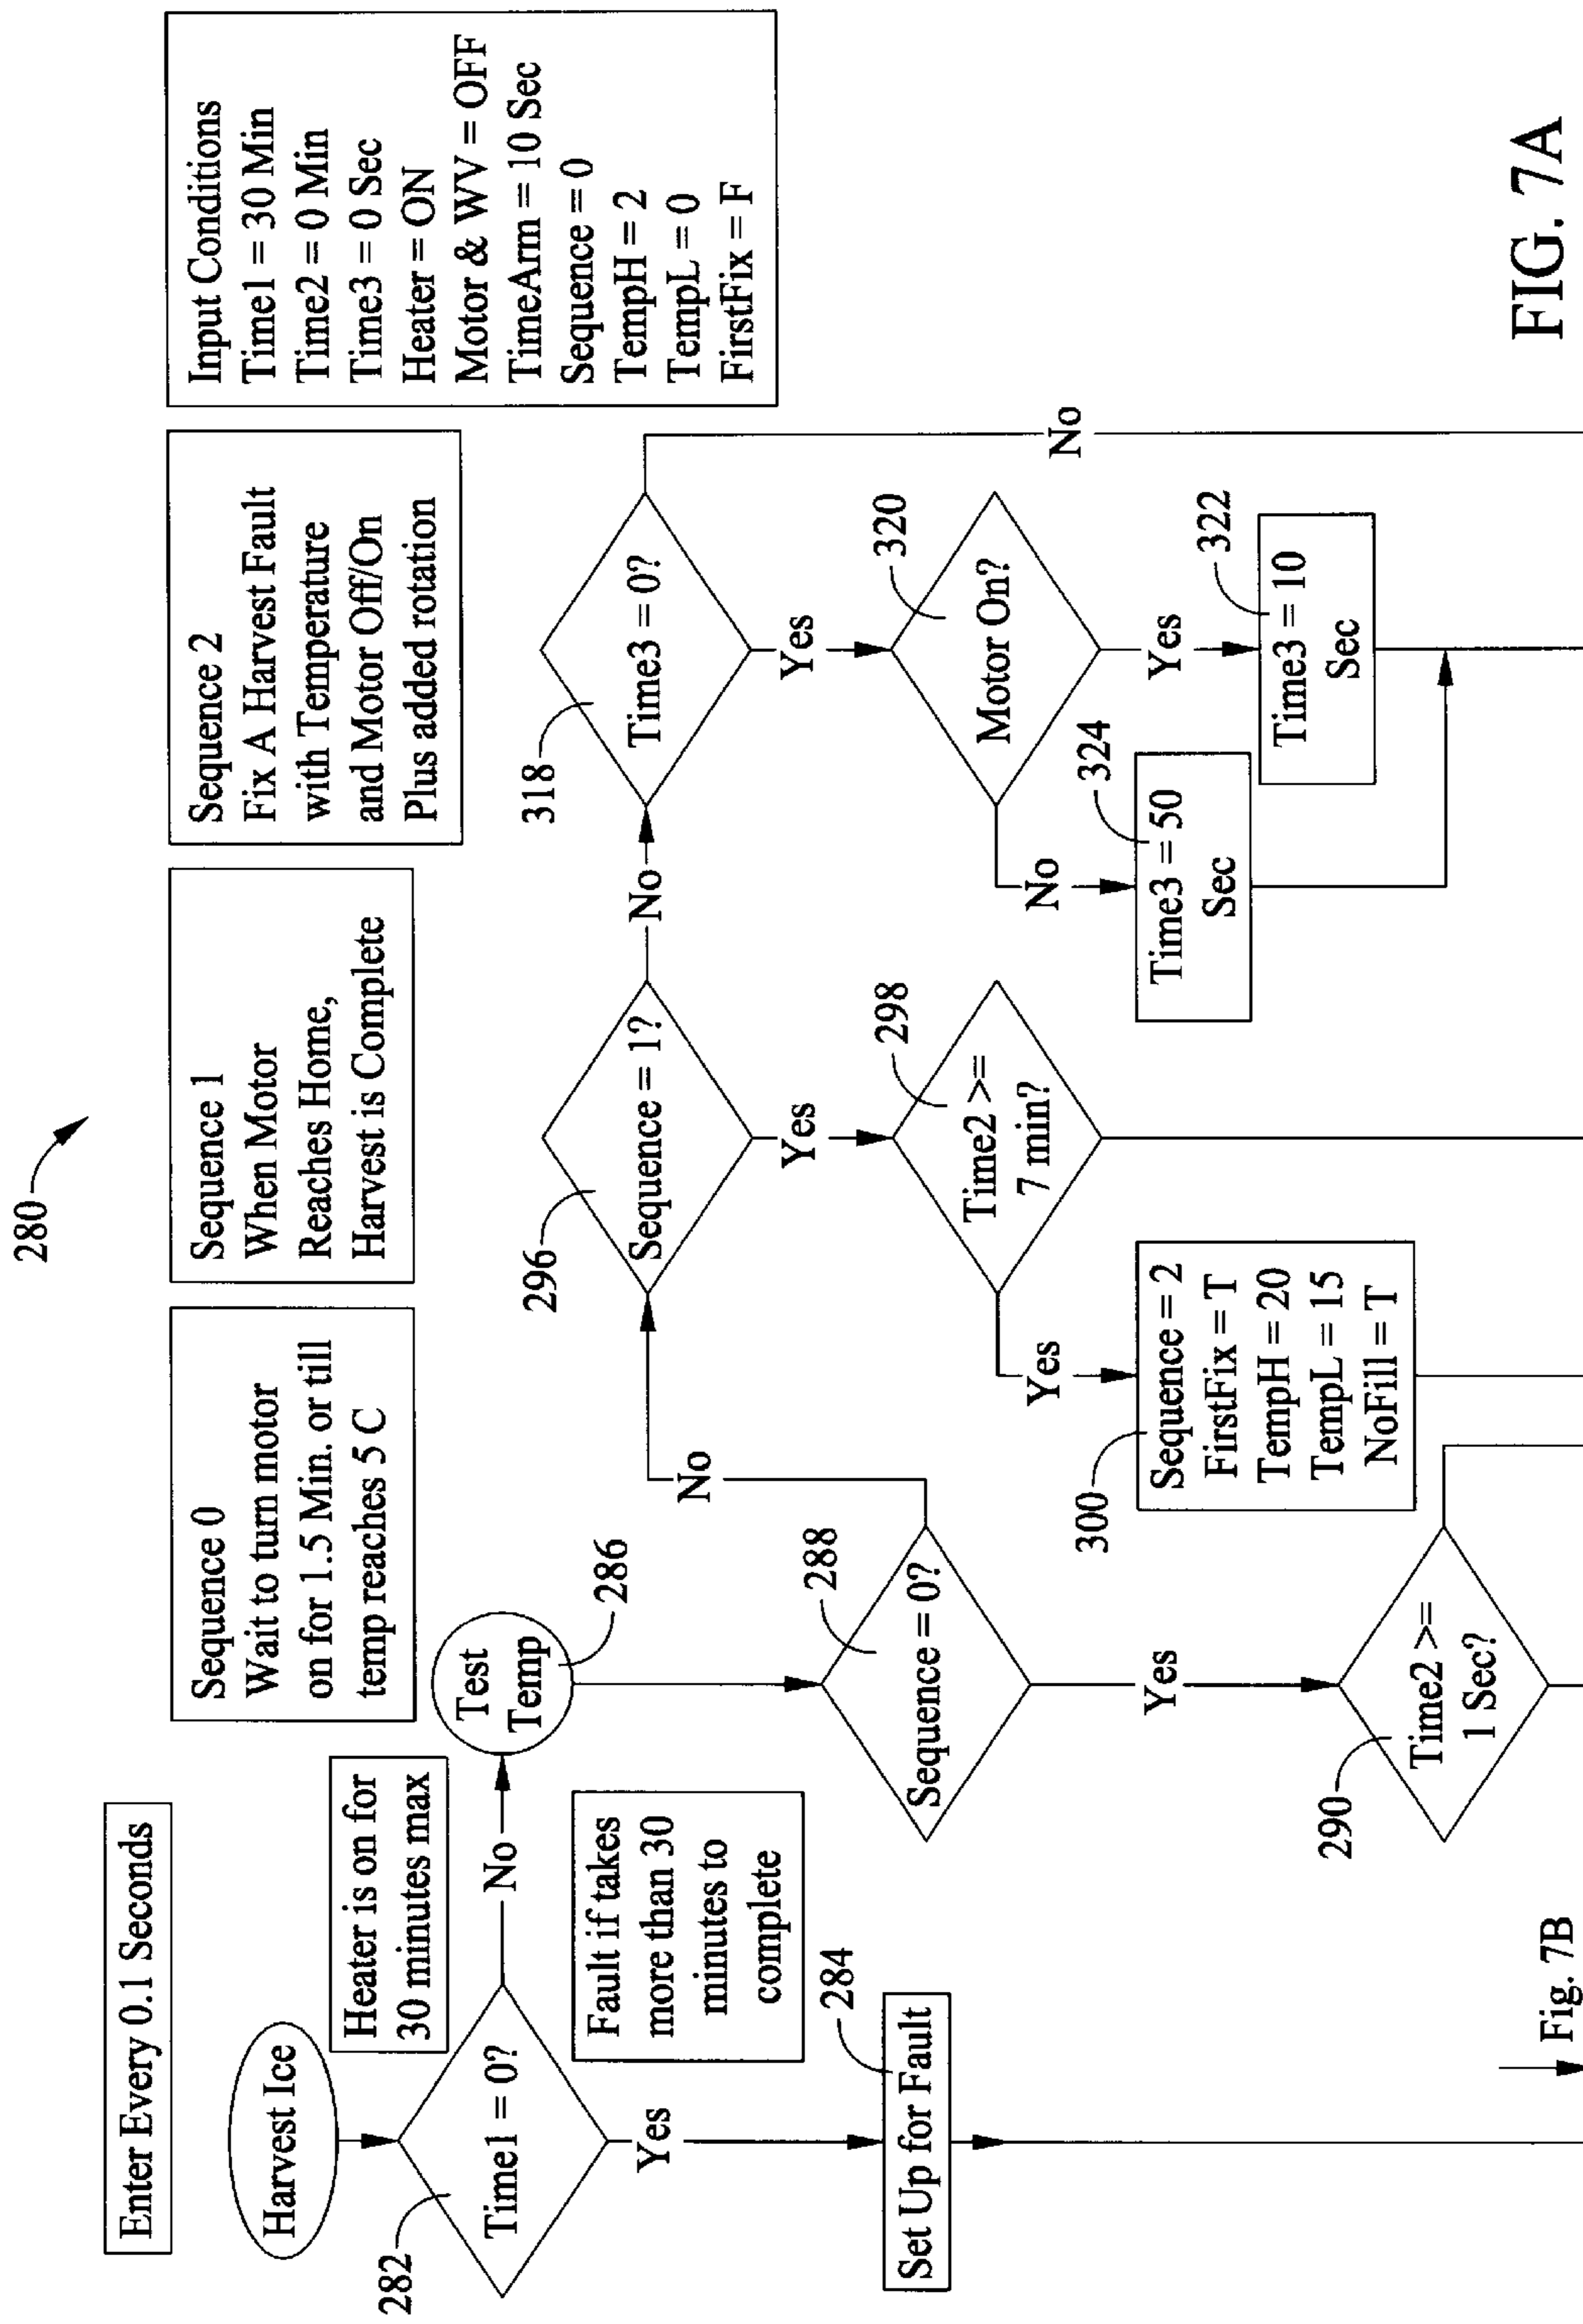 280
Enter Every 0.1 Seconds
Harvest Ice
Heater is on for
30 minutes max
282
Time1 = 0?
No
Yes
Fault if takes
more than 30
minutes to
complete
284
Set Up for Fault
Sequence 0
Wait to turn motor
on for 1.5 Min. or till
temp reaches 5 C
Test
Temp
286
288
Sequence = 0?
No
Yes
290
Time2 >=
1 Sec?
Sequence 1
When Motor
Reaches Home,
Harvest is Complete
296
Sequence = 1?
No
Yes
298
Time2 >=
7 min?
Yes
300
Sequence = 2
FirstFix = T
TempH = 20
TempL = 15
NoFill = T
Sequence 2
Fix A Harvest Fault
with Temperature
and Motor Off/On
Plus added rotation
318
Time3 = 0?
No
Yes
320
Motor On?
No
Yes
324
Time3 = 50
Sec
322
Time3 = 10
Sec
Input Conditions
Time1 = 30 Min
Time2 = 0 Min
Time3 = 0 Sec
Heater = ON
Motor & WV = OFF
TimeArm = 10 Sec
Sequence = 0
TempH = 2
TempL = 0
FirstFix = F
Fig. 7B
FIG. 7A